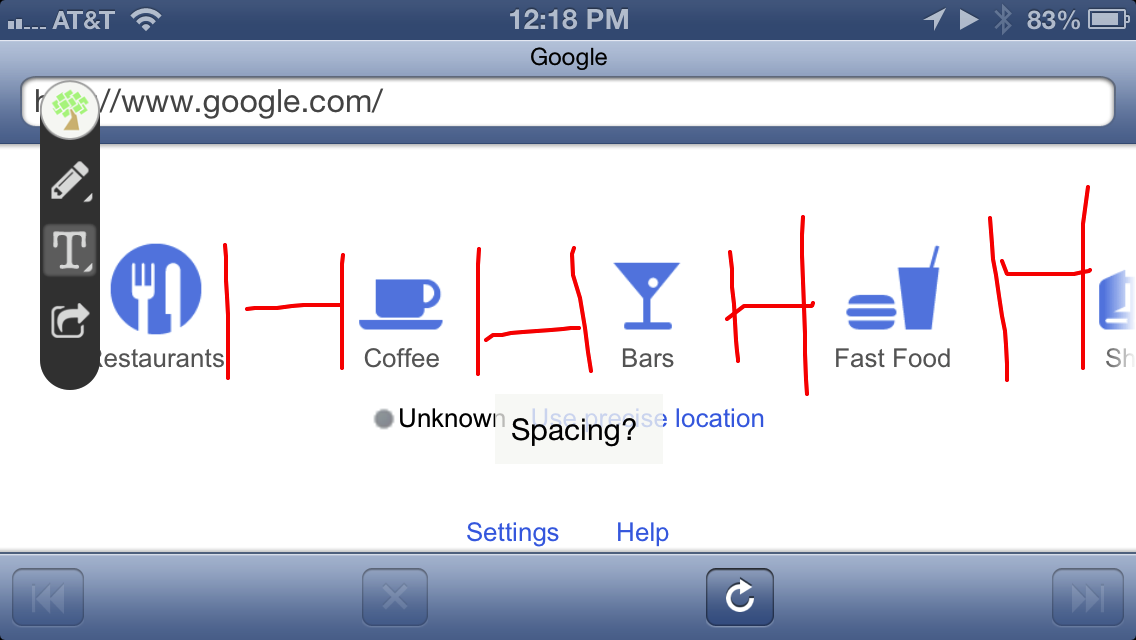 AT&T 12:18 PM 83%
Google
h //www.google.com/
Restaurants Coffee Bars Fast Food Sh
Unknown Use precise location
Spacing?
Settings Help